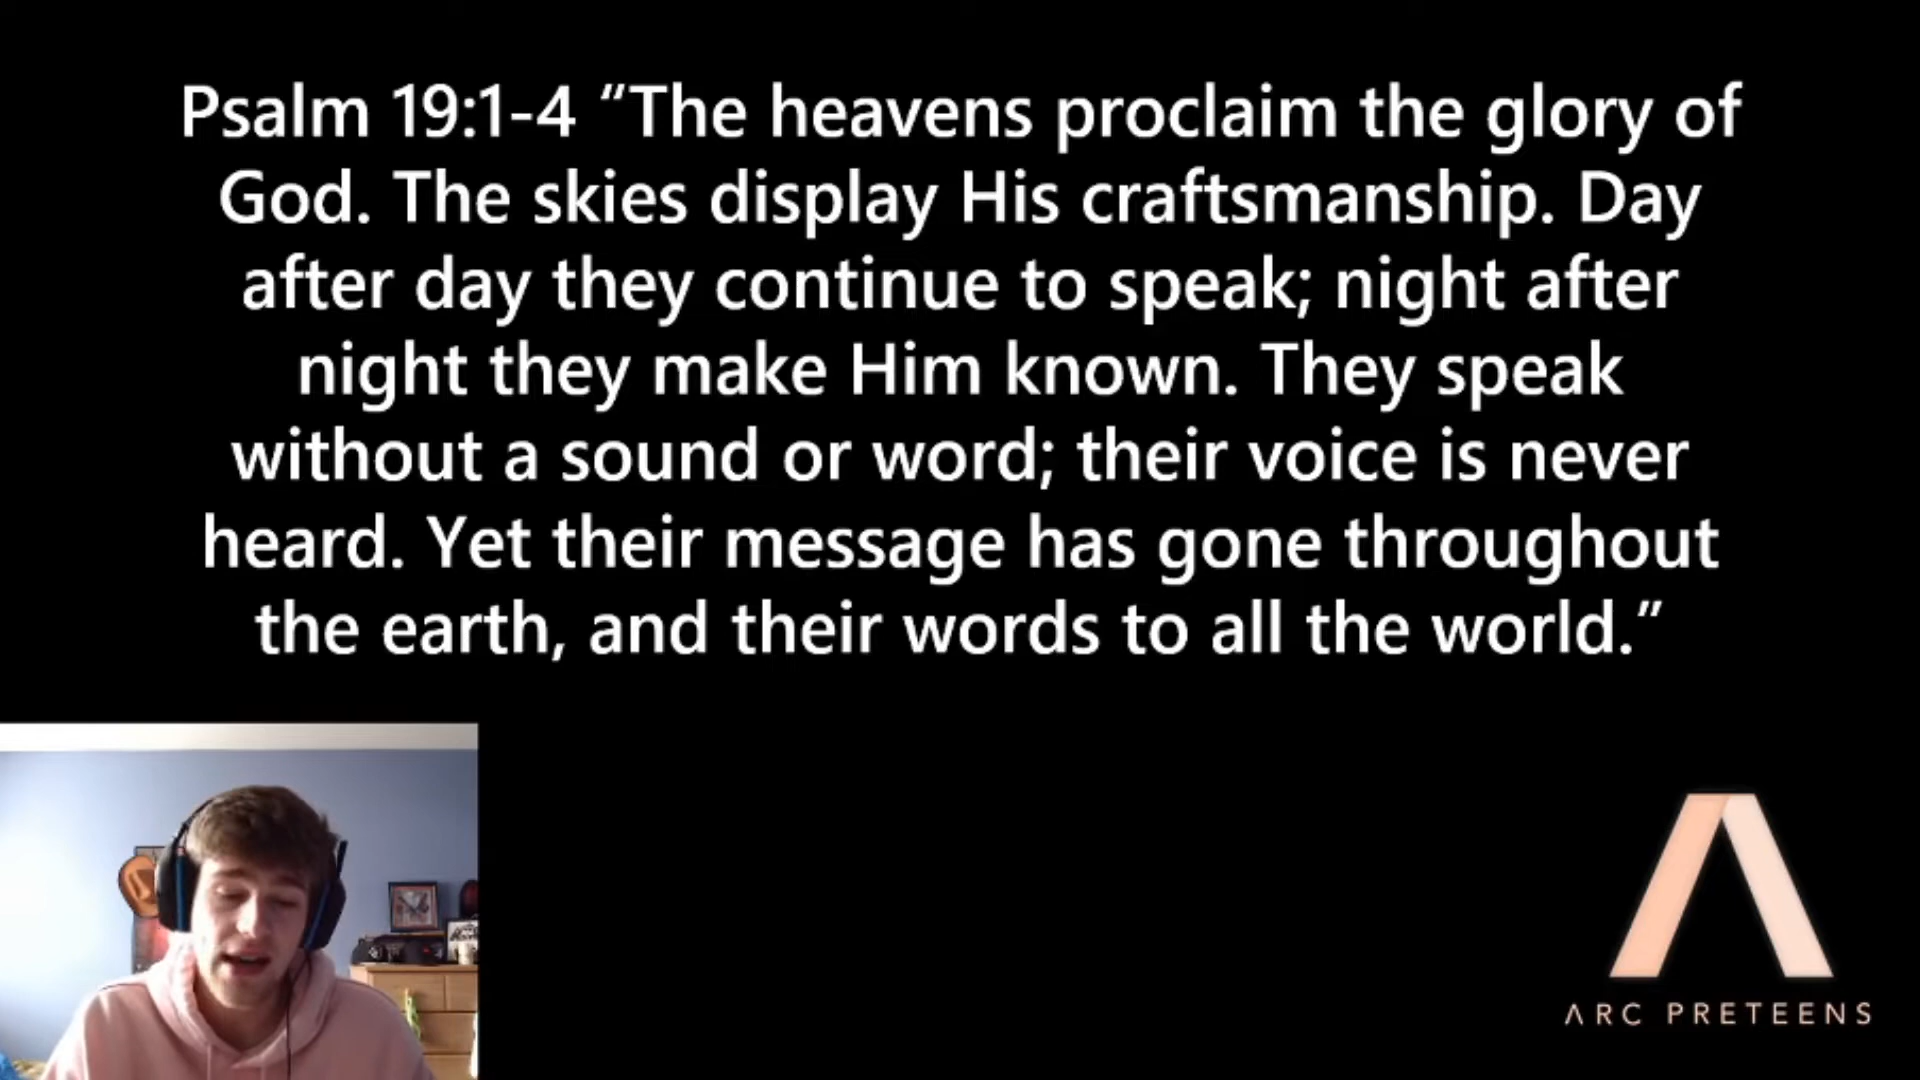 Psalm 19:1-4 “The heavens proclaim the glory of
God. The skies display His craftsmanship. Day
after day they continue to speak; night after
night they make Him known. They speak
without a sound or word; their voice is never
heard. Yet their message has gone throughout
the earth, and their words to all the world.”
ARC PRETEENS